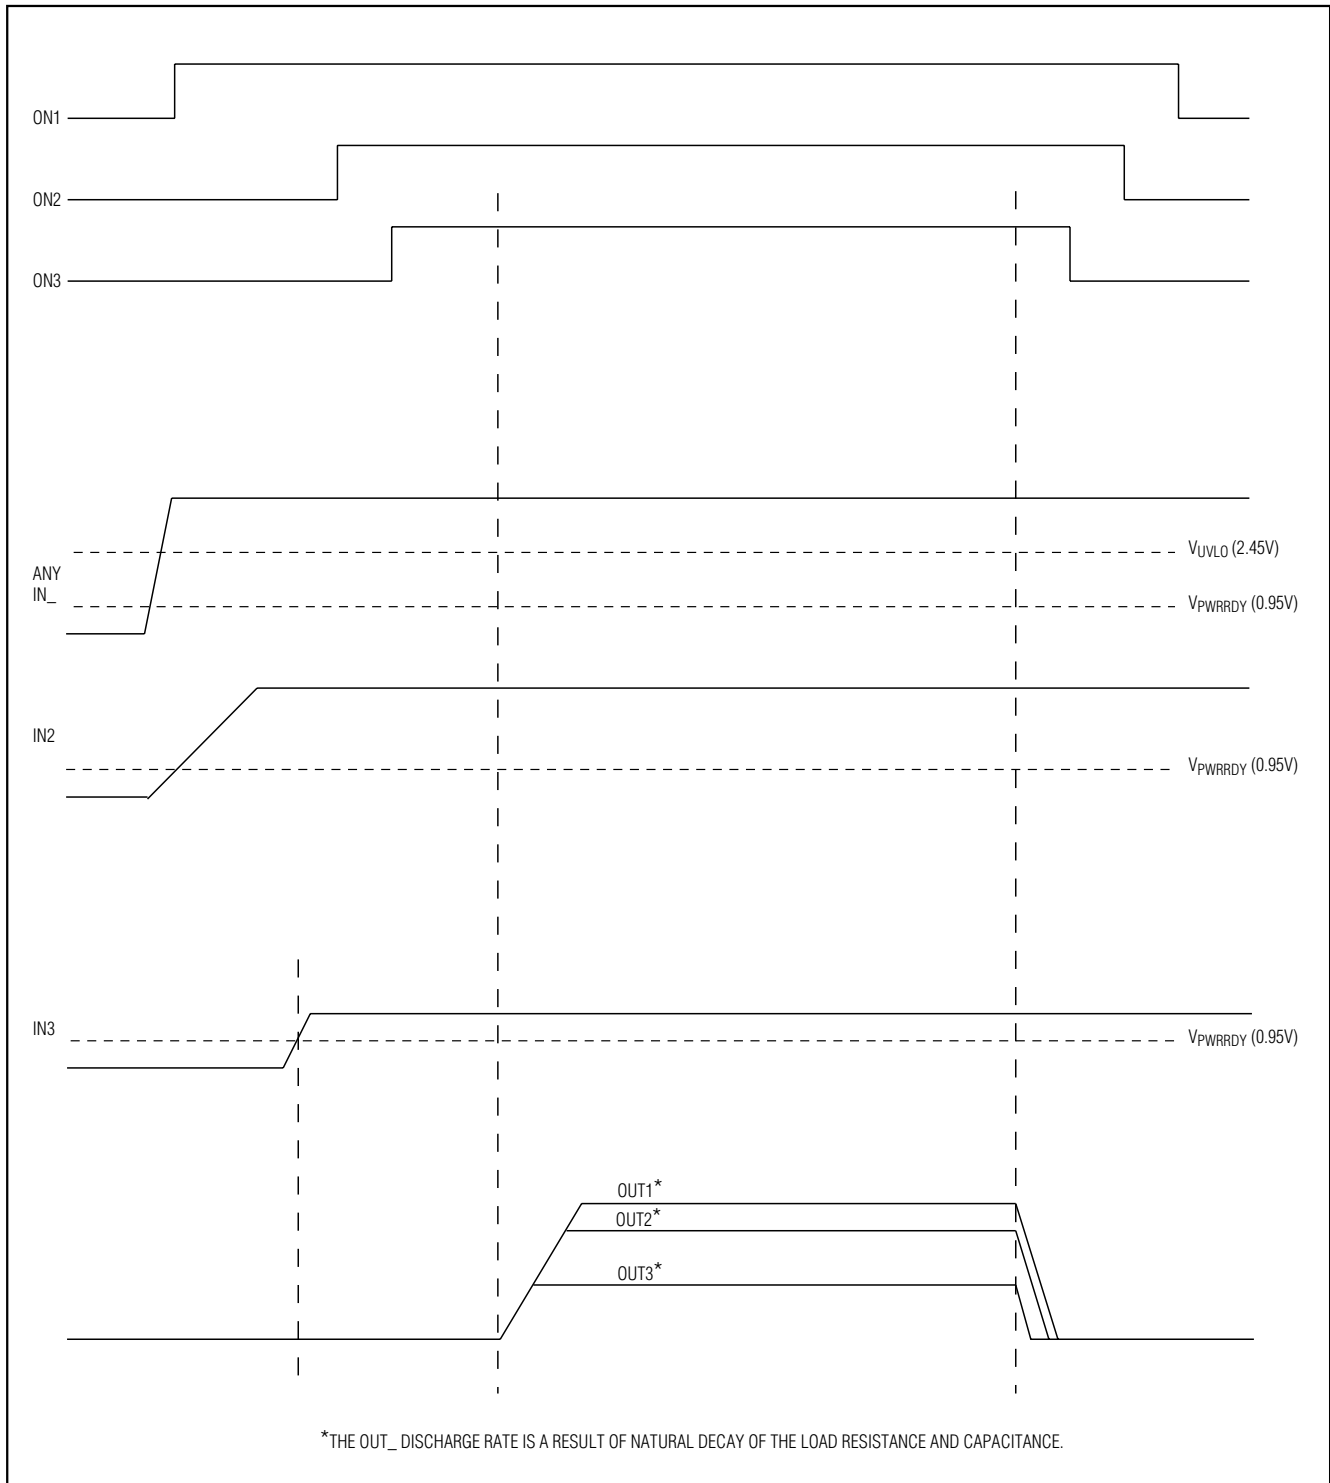 ON1
ON2
ON3
VUVLO (2.45V)
ANY
IN_
VPWRRDY (0.95V)
IN2
VPWRRDY (0.95V)
IN3
VPWRRDY (0.95V)
OUT1*
OUT2*
OUT3*
*THE OUT_ DISCHARGE RATE IS A RESULT OF NATURAL DECAY OF THE LOAD RESISTANCE AND CAPACITANCE.